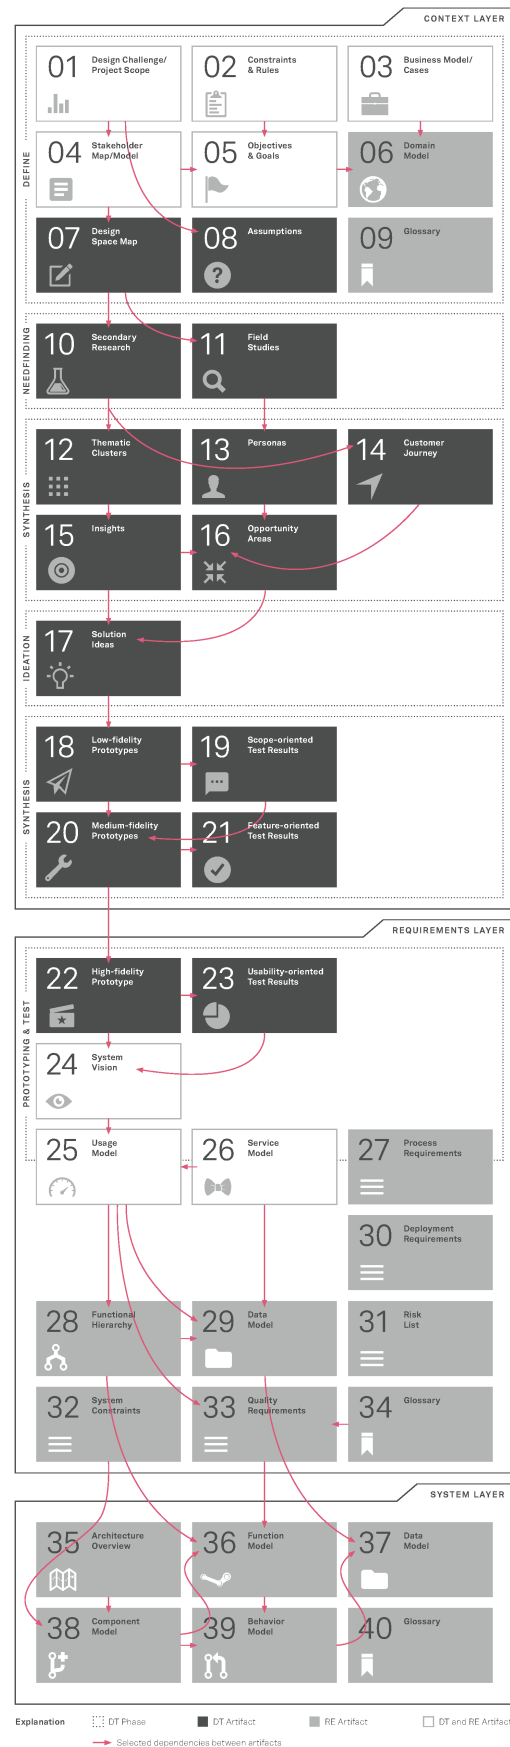 CONTEXT LAYER
DEFINE
01 Design Challenge/
Project Scope
02 Constraints
& Rules
03 Business Model/
Cases
04 Stakeholder
Map/Model
05 Objectives
& Goals
06 Domain
Model
07 Design
Space Map
08 Assumptions
09 Glossary
NEEDFINDING
10 Secondary
Research
11 Field
Studies
SYNTHESIS
12 Thematic
Clusters
13 Personas
14 Customer
Journey
15 Insights
16 Opportunity
Areas
IDEATION
17 Solution
Ideas
SYNTHESIS
18 Low-fidelity
Prototypes
19 Scope-oriented
Test Results
20 Medium-fidelity
Prototypes
21 Feature-oriented
Test Results
REQUIREMENTS LAYER
PROTOTYPING & TEST
22 High-fidelity
Prototype
23 Usability-oriented
Test Results
24 System
Vision
25 Usage
Model
26 Service
Model
27 Process
Requirements
30 Deployment
Requirements
28 Functional
Hierarchy
29 Data
Model
31 Risk
List
32 System
Constraints
33 Quality
Requirements
34 Glossary
SYSTEM LAYER
35 Architecture
Overview
36 Function
Model
37 Data
Model
38 Component
Model
39 Behavior
Model
40 Glossary
Explanation
DT Phase
DT Artifact
RE Artifact
DT and RE Artifact
Selected dependencies between artifacts